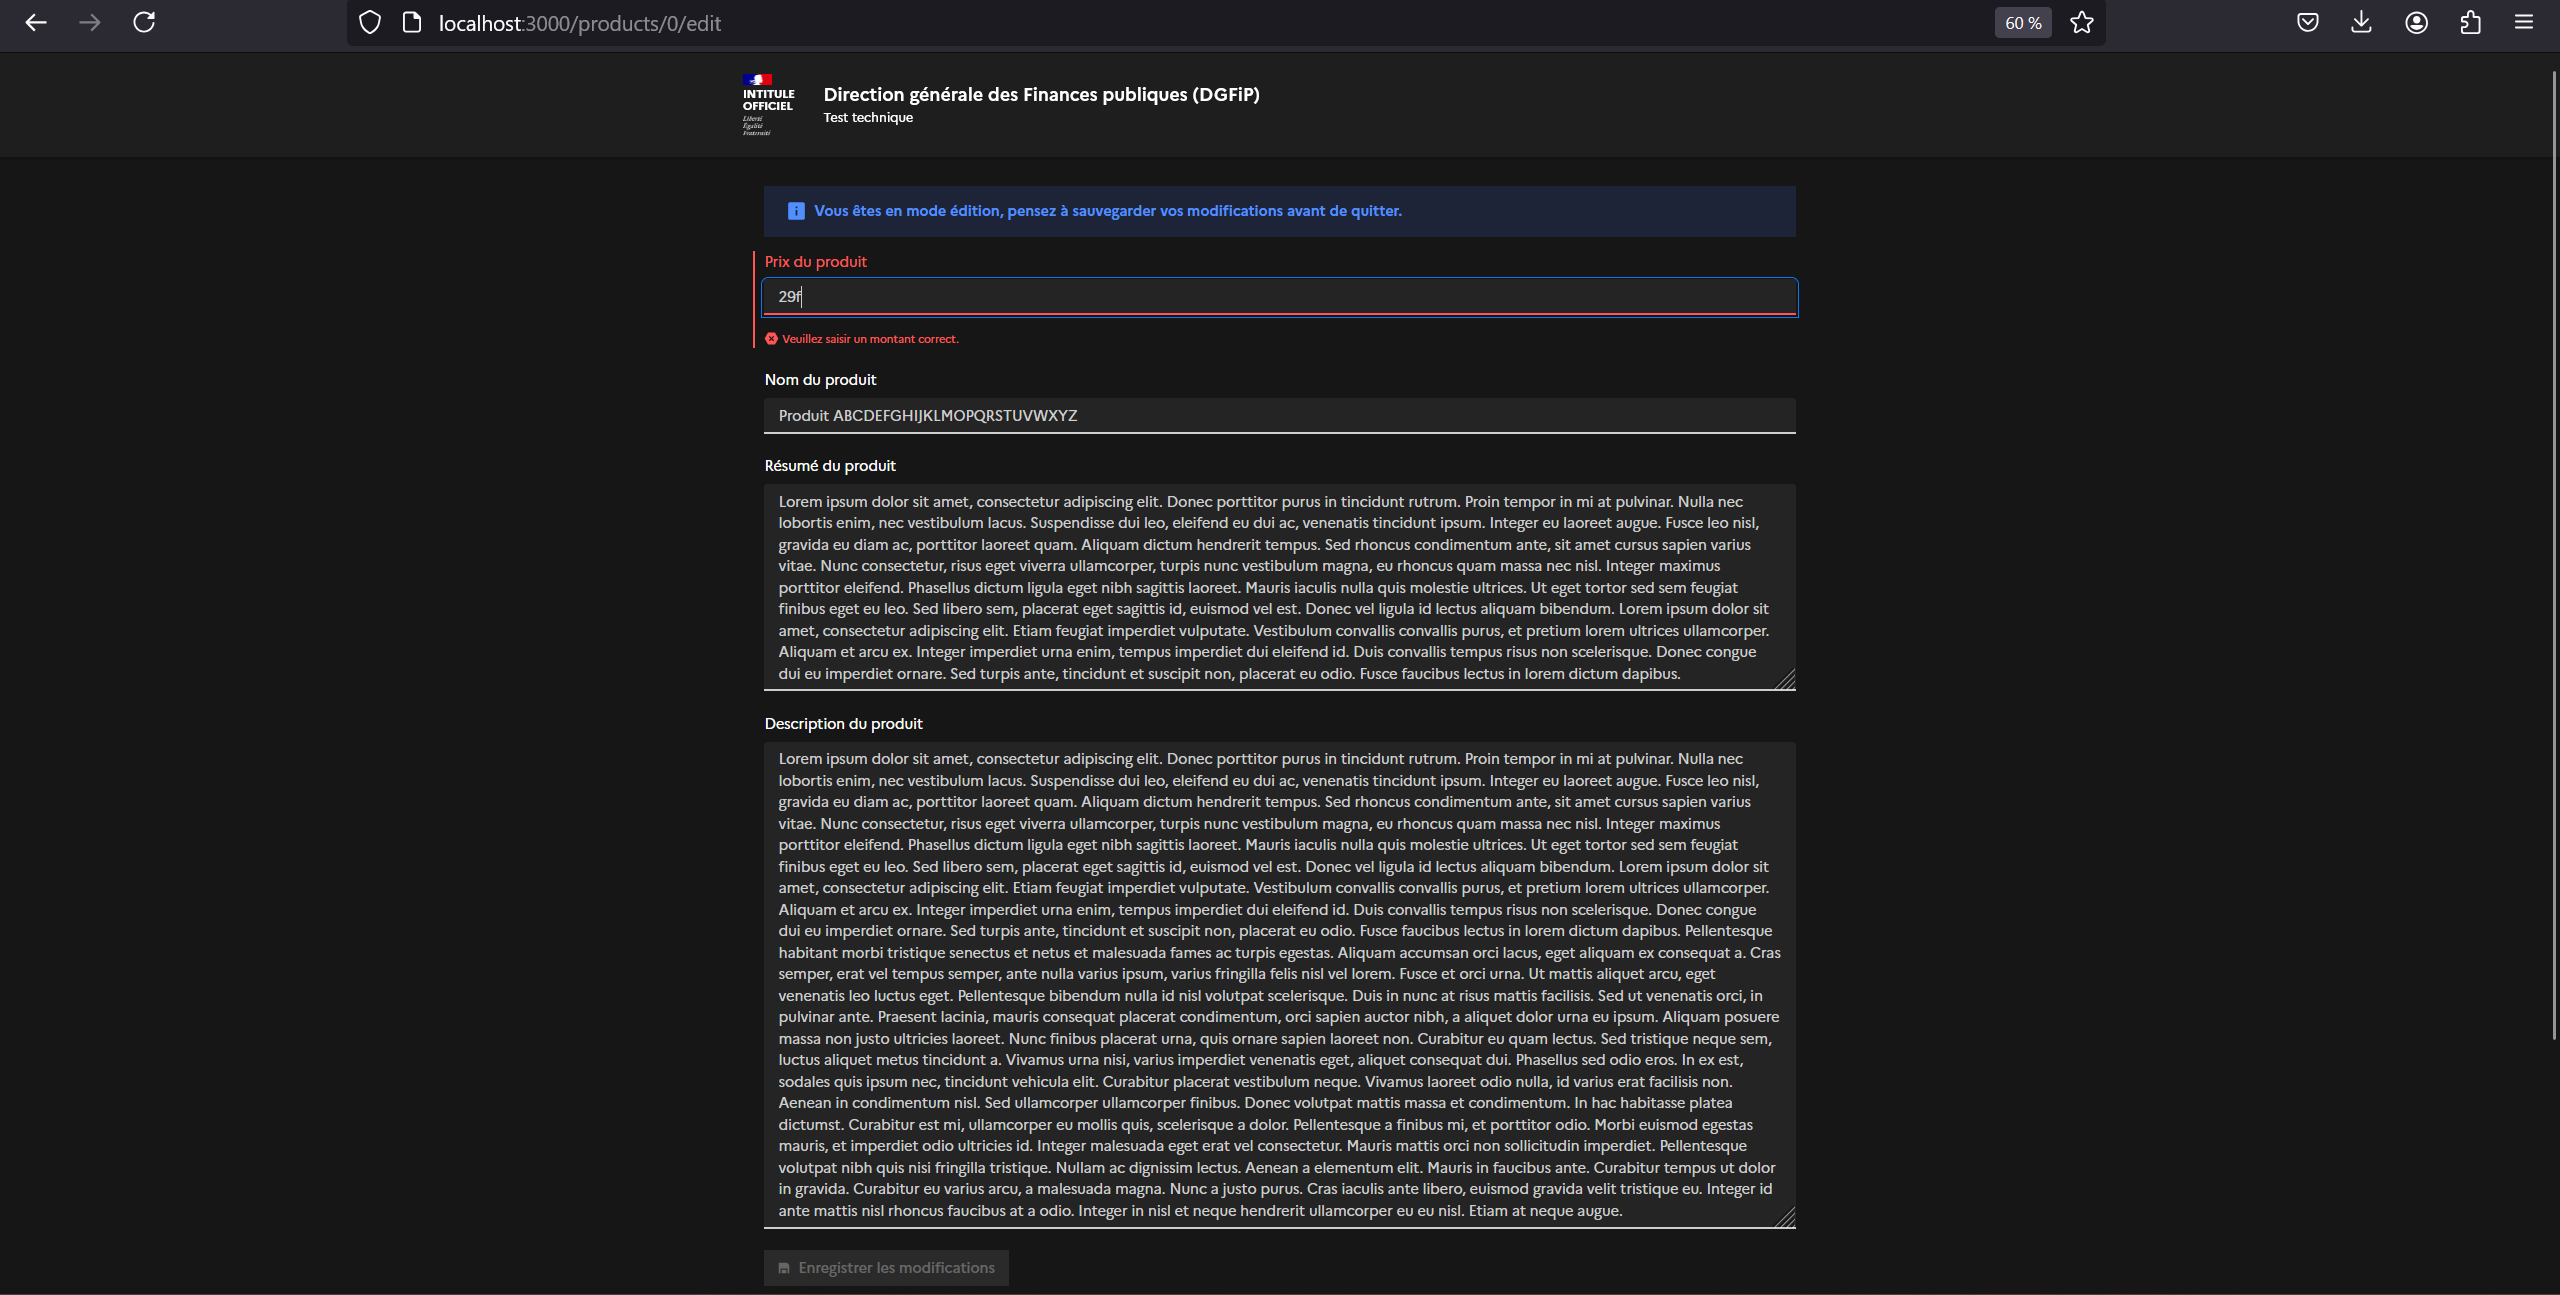 localhost:3000/products/0/edit
60 %
INTITULE
OFFICIEL
Liberté
Égalité
Fraternité
Direction générale des Finances publiques (DGFiP)
Test technique
Vous êtes en mode édition, pensez à sauvegarder vos modifications avant de quitter.
Prix du produit
29f
Veuillez saisir un montant correct.
Nom du produit
Produit ABCDEFGHIJKLMOPQRSTUVWXYZ
Résumé du produit
Lorem ipsum dolor sit amet, consectetur adipiscing elit. Donec porttitor purus in tincidunt rutrum. Proin tempor in mi at pulvinar. Nulla nec
lobortis enim, nec vestibulum lacus. Suspendisse dui leo, eleifend eu dui ac, venenatis tincidunt ipsum. Integer eu laoreet augue. Fusce leo nisl,
gravida eu diam ac, porttitor laoreet quam. Aliquam dictum hendrerit tempus. Sed rhoncus condimentum ante, sit amet cursus sapien varius
vitae. Nunc consectetur, risus eget viverra ullamcorper, turpis nunc vestibulum magna, eu rhoncus quam massa nec nisl. Integer maximus
porttitor eleifend. Phasellus dictum ligula eget nibh sagittis laoreet. Mauris iaculis nulla quis molestie ultrices. Ut eget tortor sed sem feugiat
finibus eget eu leo. Sed libero sem, placerat eget sagittis id, euismod vel est. Donec vel ligula id lectus aliquam bibendum. Lorem ipsum dolor sit
amet, consectetur adipiscing elit. Etiam feugiat imperdiet vulputate. Vestibulum convallis convallis purus, et pretium lorem ultrices ullamcorper.
Aliquam et arcu ex. Integer imperdiet urna enim, tempus imperdiet dui eleifend id. Duis convallis tempus risus non scelerisque. Donec congue
dui eu imperdiet ornare. Sed turpis ante, tincidunt et suscipit non, placerat eu odio. Fusce faucibus lectus in lorem dictum dapibus.
Description du produit
Lorem ipsum dolor sit amet, consectetur adipiscing elit. Donec porttitor purus in tincidunt rutrum. Proin tempor in mi at pulvinar. Nulla nec
lobortis enim, nec vestibulum lacus. Suspendisse dui leo, eleifend eu dui ac, venenatis tincidunt ipsum. Integer eu laoreet augue. Fusce leo nisl,
gravida eu diam ac, porttitor laoreet quam. Aliquam dictum hendrerit tempus. Sed rhoncus condimentum ante, sit amet cursus sapien varius
vitae. Nunc consectetur, risus eget viverra ullamcorper, turpis nunc vestibulum magna, eu rhoncus quam massa nec nisl. Integer maximus
porttitor eleifend. Phasellus dictum ligula eget nibh sagittis laoreet. Mauris iaculis nulla quis molestie ultrices. Ut eget tortor sed sem feugiat
finibus eget eu leo. Sed libero sem, placerat eget sagittis id, euismod vel est. Donec vel ligula id lectus aliquam bibendum. Lorem ipsum dolor sit
amet, consectetur adipiscing elit. Etiam feugiat imperdiet vulputate. Vestibulum convallis convallis purus, et pretium lorem ultrices ullamcorper.
Aliquam et arcu ex. Integer imperdiet urna enim, tempus imperdiet dui eleifend id. Duis convallis tempus risus non scelerisque. Donec congue
dui eu imperdiet ornare. Sed turpis ante, tincidunt et suscipit non, placerat eu odio. Fusce faucibus lectus in lorem dictum dapibus. Pellentesque
habitant morbi tristique senectus et netus et malesuada fames ac turpis egestas. Aliquam accumsan orci lacus, eget aliquam ex consequat a. Cras
semper, erat vel tempus semper, ante nulla varius ipsum, varius fringilla felis nisl vel lorem. Fusce et orci urna. Ut mattis aliquet arcu, eget
venenatis leo luctus eget. Pellentesque bibendum nulla id nisl volutpat scelerisque. Duis in nunc at risus mattis facilisis. Sed ut venenatis orci, in
pulvinar ante. Praesent lacinia, mauris consequat placerat condimentum, orci sapien auctor nibh, a aliquet dolor urna eu ipsum. Aliquam posuere
massa non justo ultricies laoreet. Nunc finibus placerat urna, quis ornare sapien laoreet non. Curabitur eu quam lectus. Sed tristique neque sem,
luctus aliquet metus tincidunt a. Vivamus urna nisi, varius imperdiet venenatis eget, aliquet consequat dui. Phasellus sed odio eros. In ex est,
sodales quis ipsum nec, tincidunt vehicula elit. Curabitur placerat vestibulum neque. Vivamus laoreet odio nulla, id varius erat facilisis non.
Aenean in condimentum nisl. Sed ullamcorper ullamcorper finibus. Donec volutpat mattis massa et condimentum. In hac habitasse platea
dictumst. Curabitur est mi, ullamcorper eu mollis quis, scelerisque a dolor. Pellentesque a finibus mi, et porttitor odio. Morbi euismod egestas
mauris, et imperdiet odio ultricies id. Integer malesuada eget erat vel consectetur. Mauris mattis orci non sollicitudin imperdiet. Pellentesque
volutpat nibh quis nisi fringilla tristique. Nullam ac dignissim lectus. Aenean a elementum elit. Mauris in faucibus ante. Curabitur tempus ut dolor
in gravida. Curabitur eu varius arcu, a malesuada magna. Nunc a justo purus. Cras iaculis ante libero, euismod gravida velit tristique eu. Integer id
ante mattis nisl rhoncus faucibus at a odio. Integer in nisl et neque hendrerit ullamcorper eu eu nisl. Etiam at neque augue.
Enregistrer les modifications